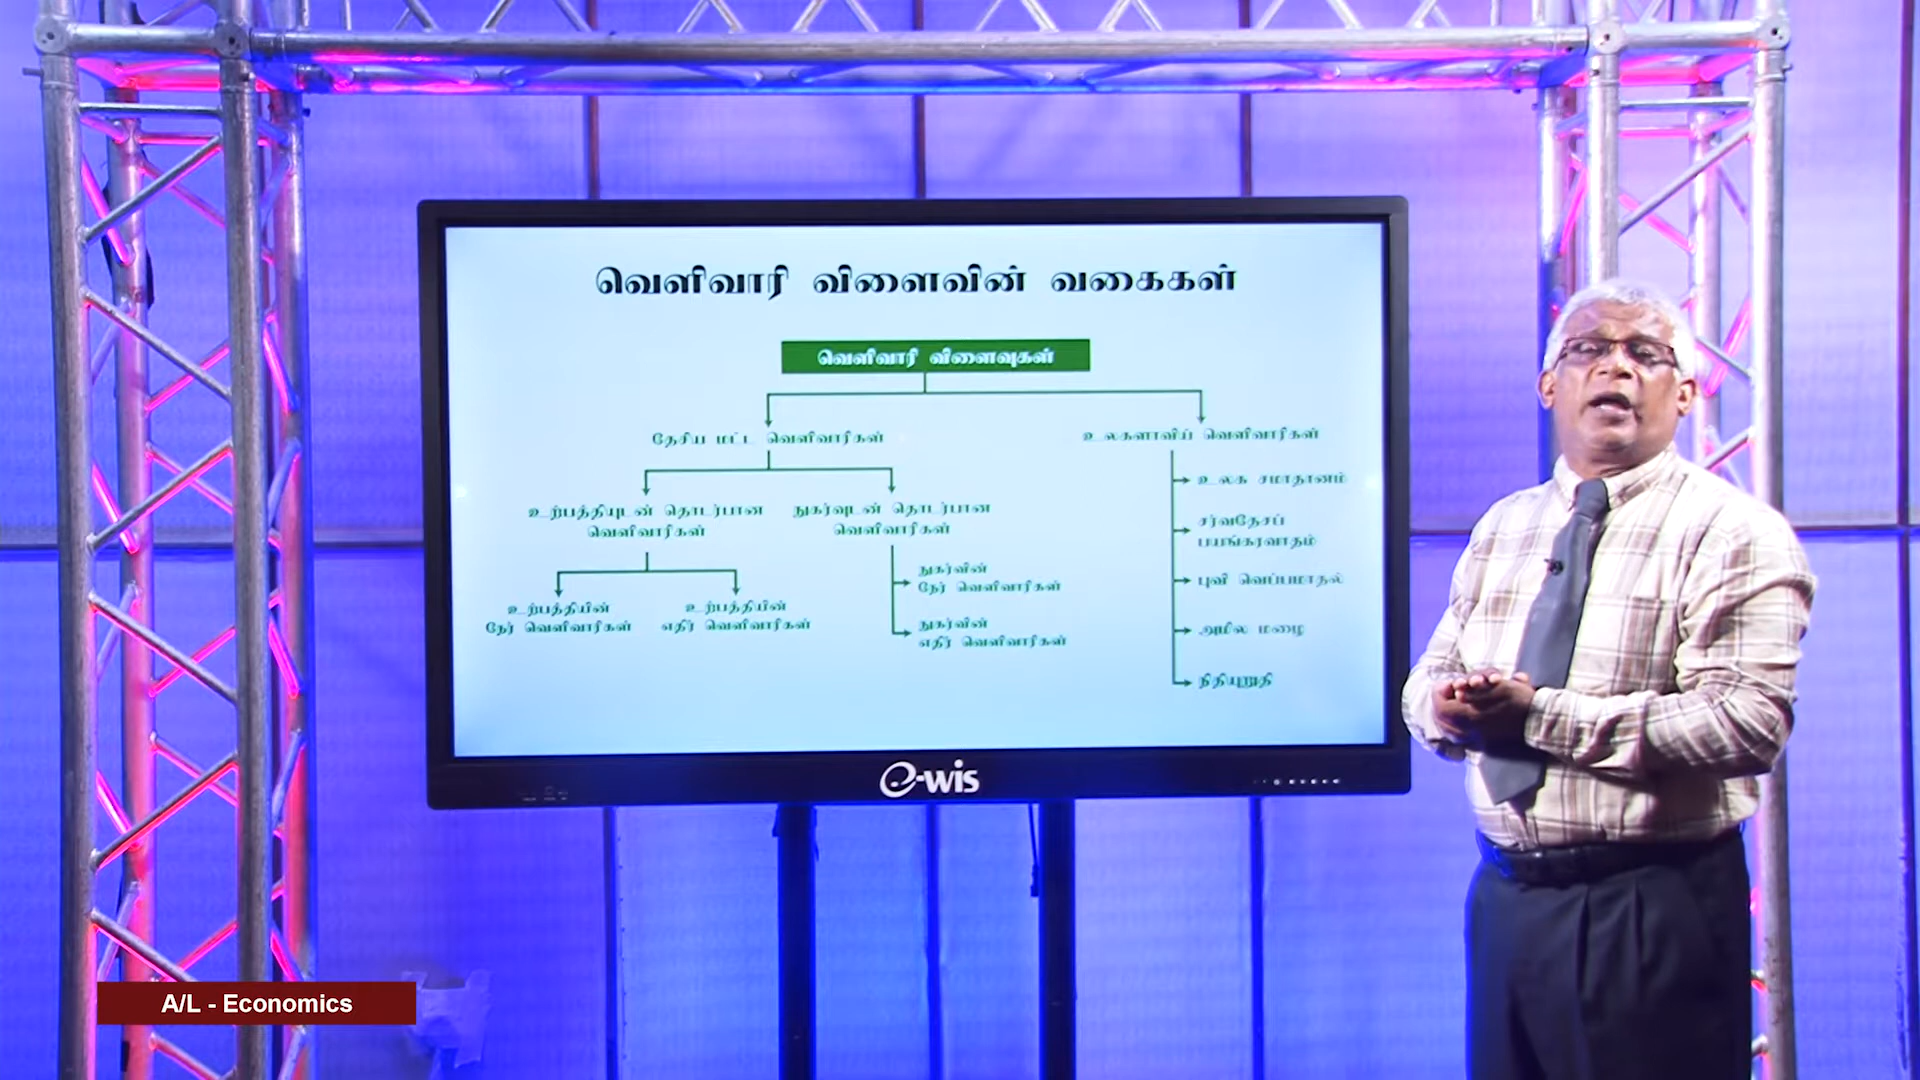 வெளிவாரி விளைவின் வகைகள்
வெளிவாரி விளைவுகள்
தேசிய மட்ட வெளிவாரிகள்
உலகளாவிய வெளிவாரிகள்
உற்பத்தியுடன் தொடர்பான
வெளிவாரிகள்
நுகர்வுடன் தொடர்பான
வெளிவாரிகள்
உற்பத்தியின்
நேர் வெளிவாரிகள்
உற்பத்தியின்
எதிர் வெளிவாரிகள்
நுகர்வின்
நேர் வெளிவாரிகள்
நுகர்வின்
எதிர் வெளிவாரிகள்
உலக சமாதானம்
சர்வதேசப்
பயங்கரவாதம்
புவி வெப்பமாதல்
அமில மழை
நிதியுறுதி
e-wis
A/L - Economics